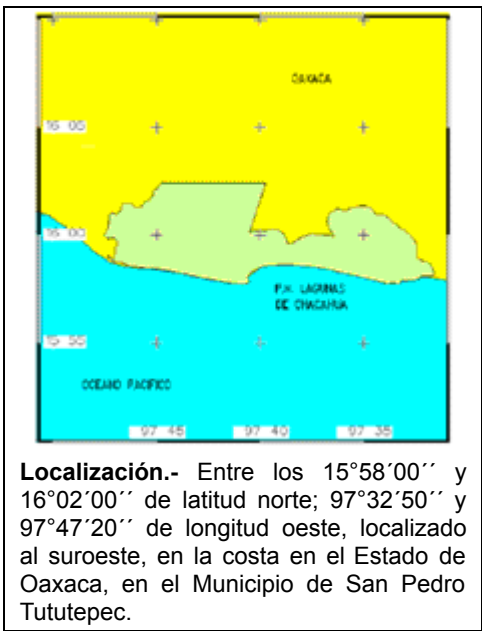 OAXACA
16 05
16 00
P.N. LAGUNAS
DE CHACAHUA
15 55
OCEANO PACIFICO
97 45
97 40
97 35
Localización.- Entre los 15°58´00´´ y
16°02´00´´ de latitud norte; 97°32´50´´ y
97°47´20´´ de longitud oeste, localizado
al suroeste, en la costa en el Estado de
Oaxaca, en el Municipio de San Pedro
Tututepec.